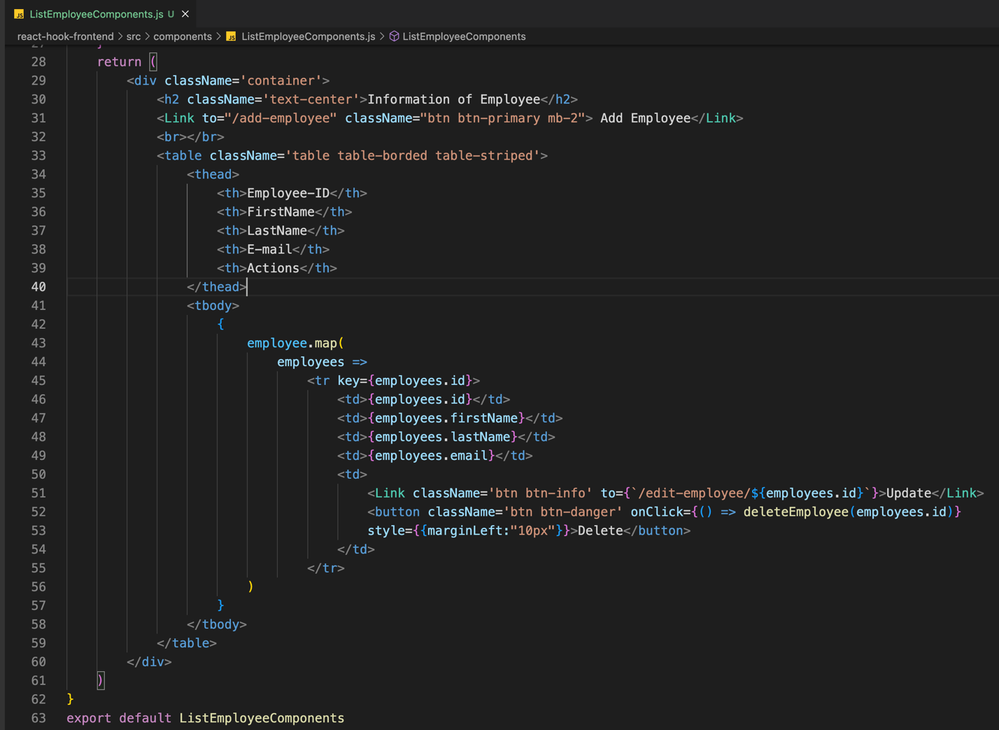 JS ListEmployeeComponents.js U ×
react-hook-frontend > src > components > JS ListEmployeeComponents.js > ListEmployeeComponents
27 }
28 return (
29 <div className='container'>
30 <h2 className='text-center'>Information of Employee</h2>
31 <Link to="/add-employee" className="btn btn-primary mb-2"> Add Employee</Link>
32 <br></br>
33 <table className='table table-borded table-striped'>
34 <thead>
35 <th>Employee-ID</th>
36 <th>FirstName</th>
37 <th>LastName</th>
38 <th>E-mail</th>
39 <th>Actions</th>
40 </thead>
41 <tbody>
42 {
43 employee.map(
44 employees =>
45 <tr key={employees.id}>
46 <td>{employees.id}</td>
47 <td>{employees.firstName}</td>
48 <td>{employees.lastName}</td>
49 <td>{employees.email}</td>
50 <td>
51 <Link className='btn btn-info' to={`/edit-employee/${employees.id}`}>Update</Link>
52 <button className='btn btn-danger' onClick={() => deleteEmployee(employees.id)}
53 style={{marginLeft:"10px"}}>Delete</button>
54 </td>
55 </tr>
56 )
57 }
58 </tbody>
59 </table>
60 </div>
61 )
62 }
63 export default ListEmployeeComponents